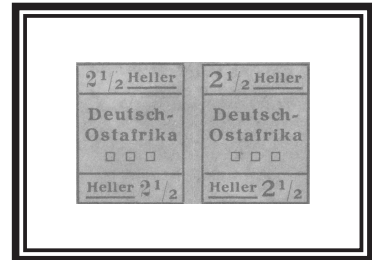 2 1/2 Heller
Deutsch-
Ostafrika
Heller 2 1/2
2 1/2 Heller
Deutsch-
Ostafrika
Heller 2 1/2